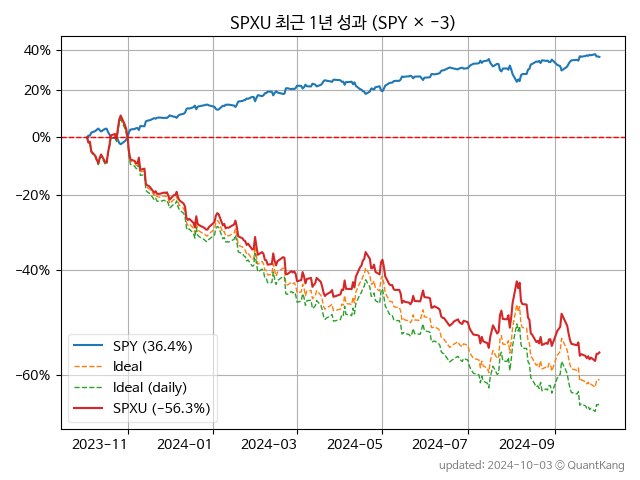 SPXU 최근 1년 성과 (SPY × −3)
40%
20%
0%
−20%
−40%
−60%
SPY (36.4%)
Ideal
Ideal (daily)
SPXU (−56.3%)
2023−11
2024−01
2024−03
2024−05
2024−07
2024−09
updated: 2024-10-03 © QuantKang